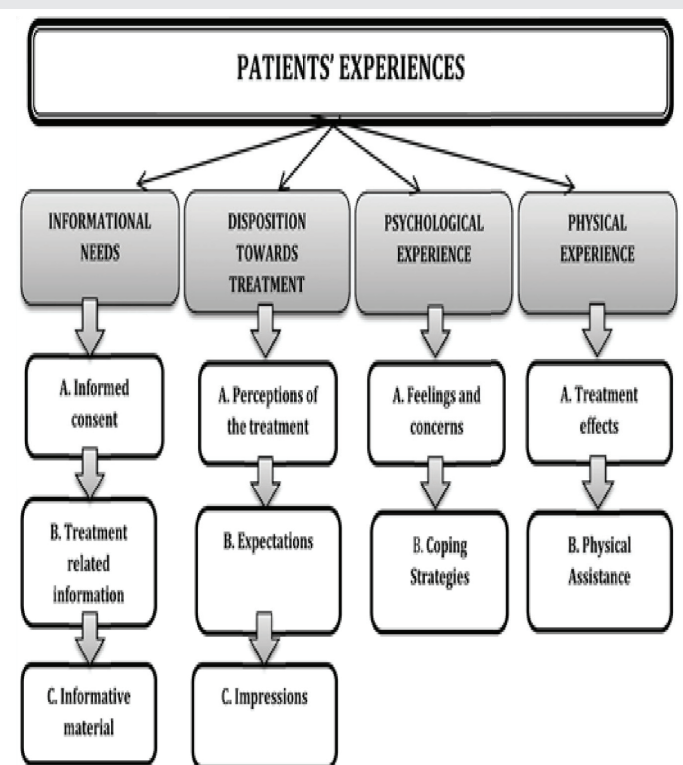 PATIENTS' EXPERIENCES
INFORMATIONAL
NEEDS
A. Informed
consent
B. Treatment
related
information
C. Informative
material
DISPOSITION
TOWARDS
TREATMENT
A. Perceptions of
the treatment
B. Expectations
C. Impressions
PSYCHOLOGICAL
EXPERIENCE
A. Feelings and
concerns
B. Coping
Strategies
PHYSICAL
EXPERIENCE
A. Treatment
effects
B. Physical
Assistance